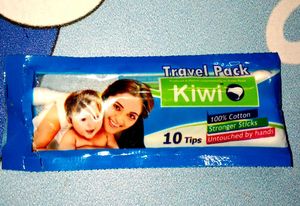 Travel Pack
Kiwi
10 Tips
100% Cotton
Stronger Sticks
Untouched by hands